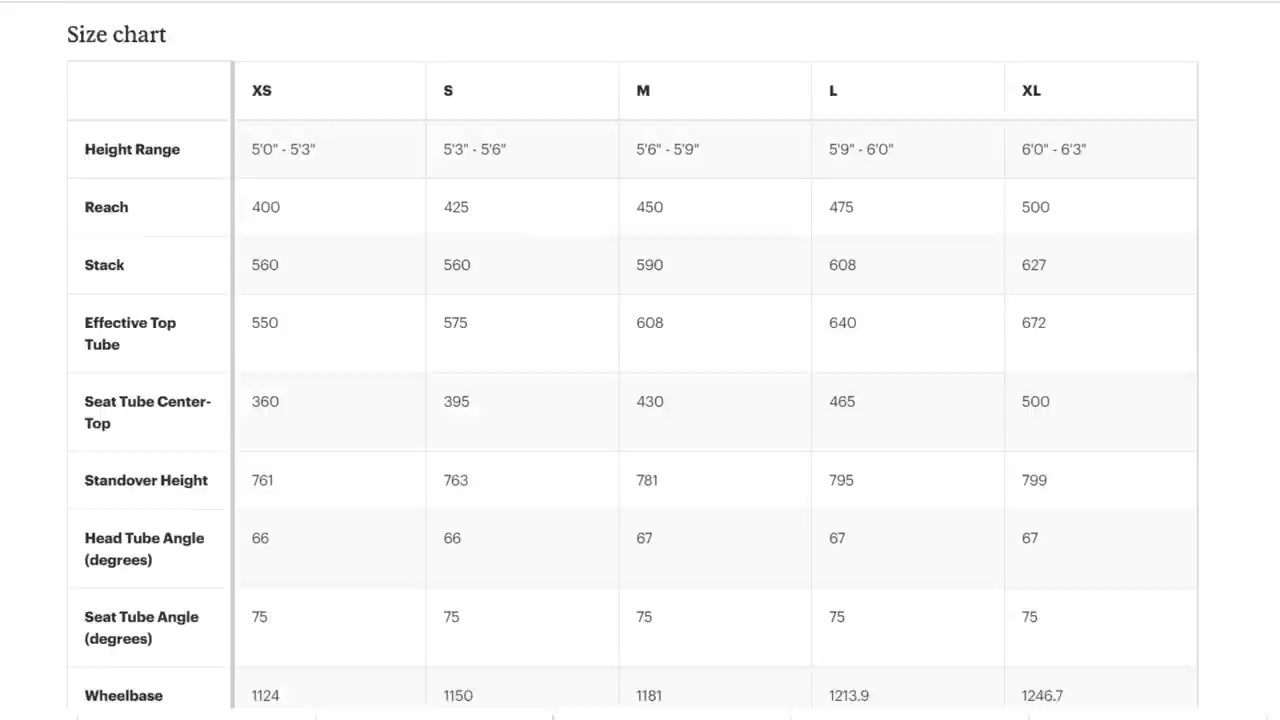 Size chart
XS S M L XL
Height Range 5'0" - 5'3" 5'3" - 5'6" 5'6" - 5'9" 5'9" - 6'0" 6'0" - 6'3"
Reach 400 425 450 475 500
Stack 560 560 590 608 627
Effective Top 550 575 608 640 672
Tube
Seat Tube Center- 360 395 430 465 500
Top
Standover Height 761 763 781 795 799
Head Tube Angle 66 66 67 67 67
(degrees)
Seat Tube Angle 75 75 75 75 75
(degrees)
Wheelbase 1124 1150 1181 1213.9 1246.7